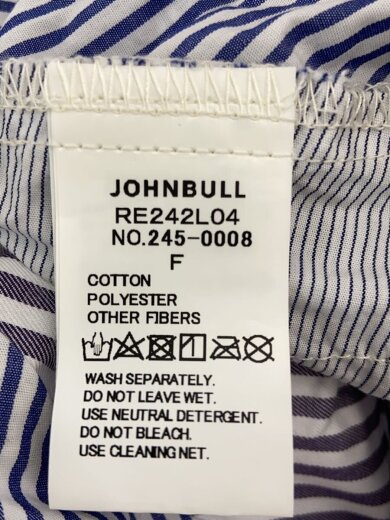 JOHNBULL
RE242L04
NO.245-0008
F
COTTON
POLYESTER
OTHER FIBERS
WASH SEPARATELY.
DO NOT LEAVE WET.
USE NEUTRAL DETERGENT.
DO NOT BLEACH.
USE CLEANING NET.